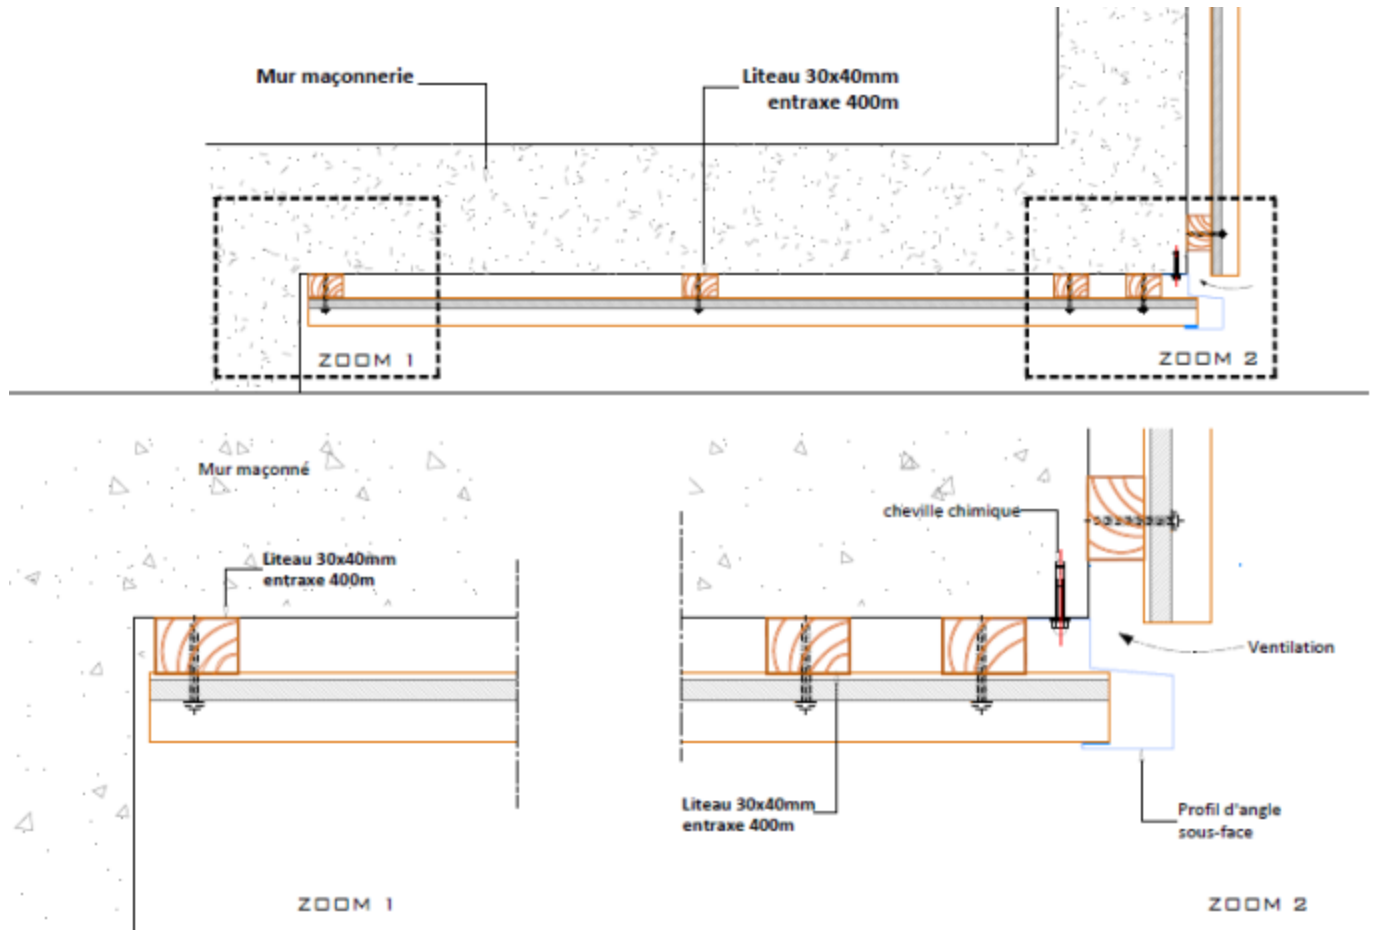 Mur maçonnerie
Liteau 30x40mm
entraxe 400m
ZOOM 1
ZOOM 2
Mur maçonné
Liteau 30x40mm
entraxe 400m
cheville chimique
Ventilation
Liteau 30x40mm
entraxe 400m
Profil d'angle
sous-face
ZOOM 1
ZOOM 2